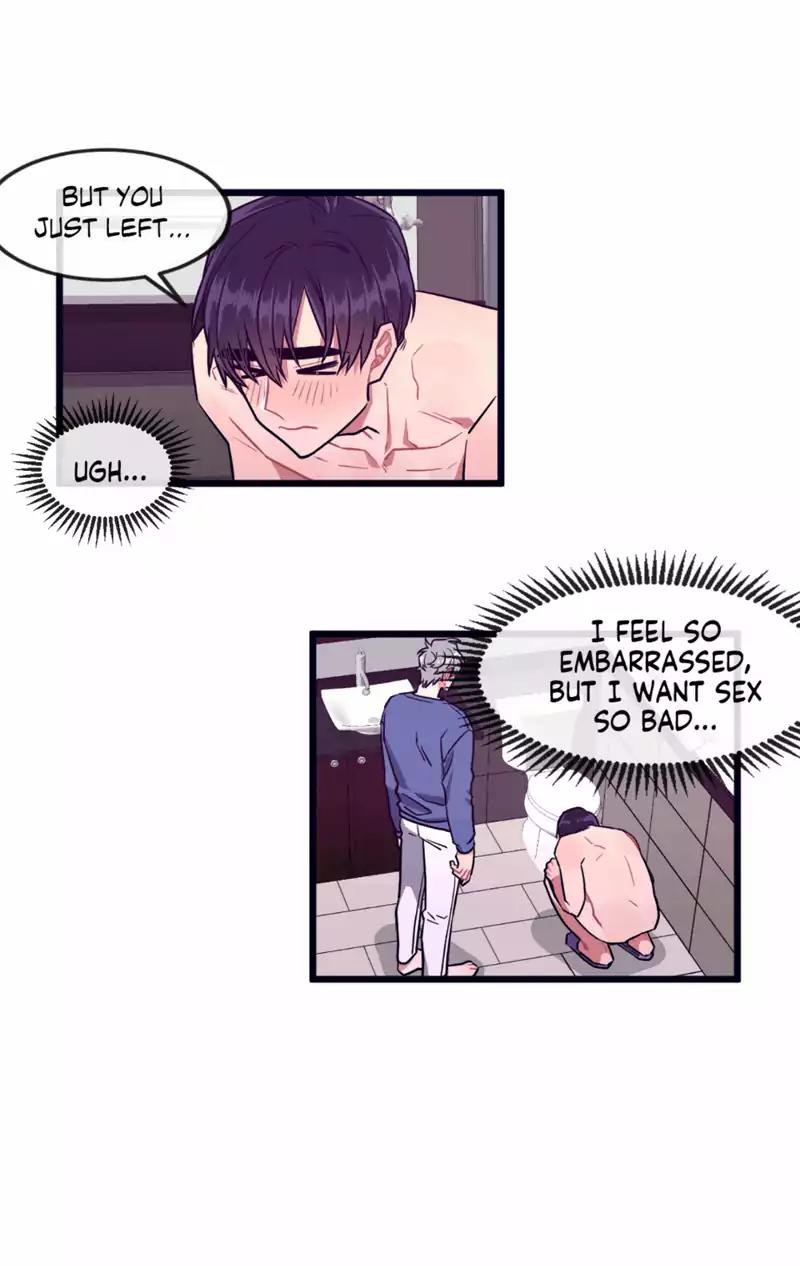 BUT YOU
JUST LEFT...
UGH...
I FEEL SO
EMBARRASSED,
BUT I WANT SEX
SO BAD...